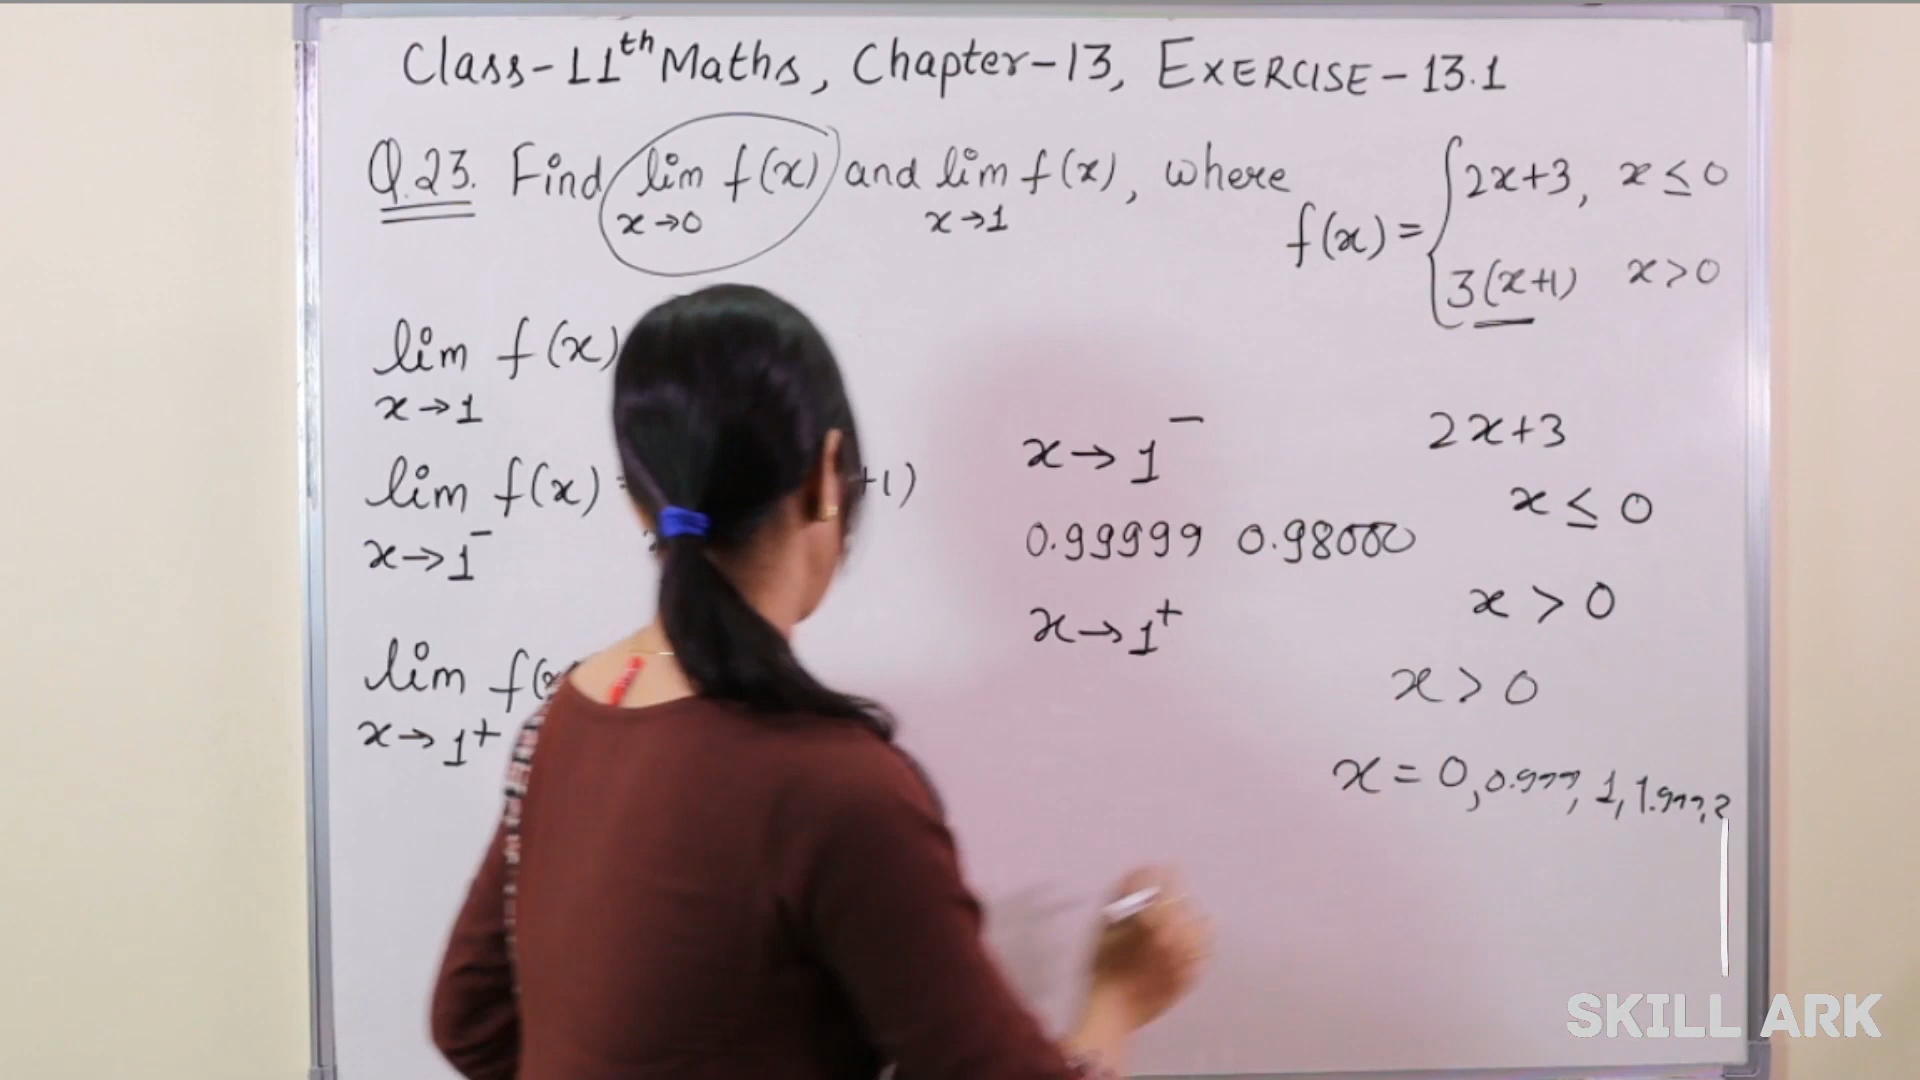 Class-11th Maths, Chapter-13, EXERCISE-13.1
Q.23. Find lim f(x) and lim f(x), where
x→0 x→1
f(x) = { 2x+3, x ≤ 0
3(x+1) x > 0
lim f(x)
x→1
lim f(x) = +1)
x→1⁻
lim f(x
x→1⁺
x→1⁻
0.99999 0.98000
x→1⁺
2x+3
x ≤ 0
x > 0
x > 0
x = 0, 0.999, 1, 1.999, 2
SKILL ARK